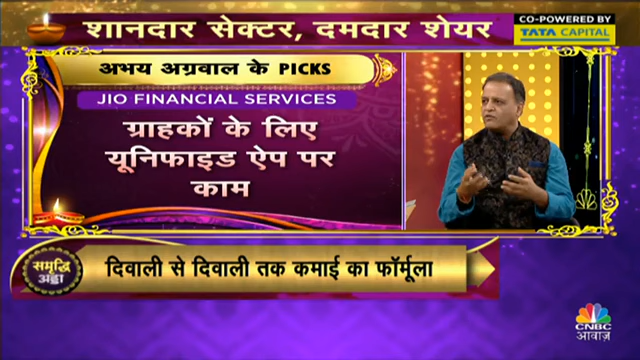 शानदार सेक्टर, दमदार शेयर
CO-POWERED BY
TATA CAPITAL
अभय अग्रवाल के PICKS
JIO FINANCIAL SERVICES
ग्राहकों के लिए
यूनिफाइड ऐप पर
काम
समृद्धि
अड्डा
दिवाली से दिवाली तक कमाई का फॉर्मूला
CNBC
आवाज़